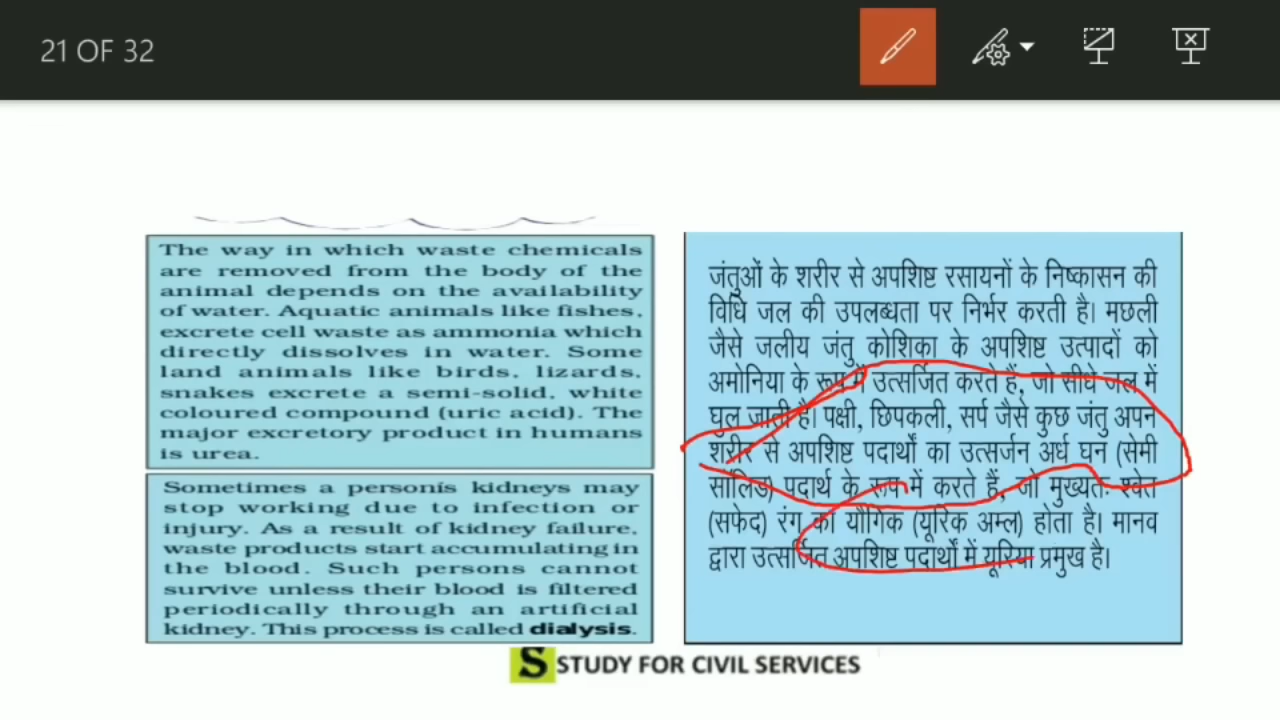 21 OF 32
The way in which waste chemicals
are removed from the body of the
animal depends on the availability
of water. Aquatic animals like fishes,
excrete cell waste as ammonia which
directly dissolves in water. Some
land animals like birds, lizards,
snakes excrete a semi-solid, white
coloured compound (uric acid). The
major excretory product in humans
is urea.
Sometimes a personís kidneys may
stop working due to infection or
injury. As a result of kidney failure,
waste products start accumulating in
the blood. Such persons cannot
survive unless their blood is filtered
periodically through an artificial
kidney. This process is called dialysis.
जंतुओं के शरीर से अपशिष्ट रसायनों के निष्कासन की
विधि जल की उपलब्धता पर निर्भर करती है। मछली
जैसे जलीय जंतु कोशिका के अपशिष्ट उत्पादों को
अमोनिया के रूप में उत्सर्जित करते हैं, जो सीधे जल में
घुल जाती है। पक्षी, छिपकली, सर्प जैसे कुछ जंतु अपने
शरीर से अपशिष्ट पदार्थों का उत्सर्जन अर्ध घन (सेमी
सॉलिड) पदार्थ के रूप में करते हैं, जो मुख्यतः श्वेत
(सफेद) रंग का यौगिक (यूरिक अम्ल) होता है। मानव
द्वारा उत्सर्जित अपशिष्ट पदार्थों में यूरिया प्रमुख है।
S STUDY FOR CIVIL SERVICES